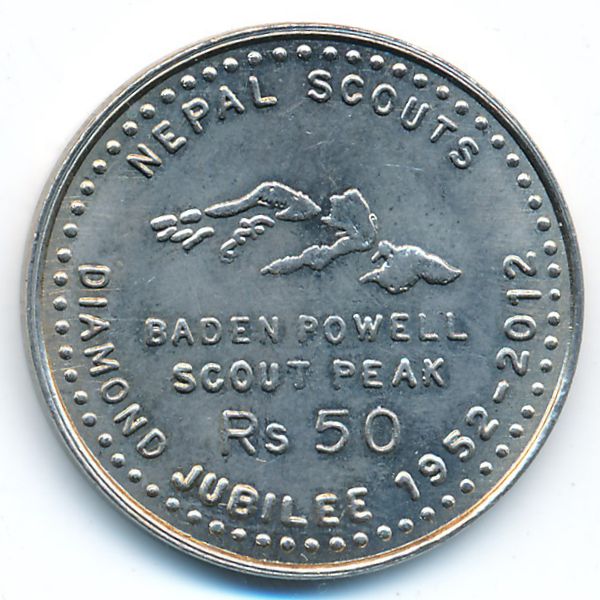 NEPAL SCOUTS
BADEN POWELL
SCOUT PEAK
Rs 50
DIAMOND JUBILEE 1952-2012